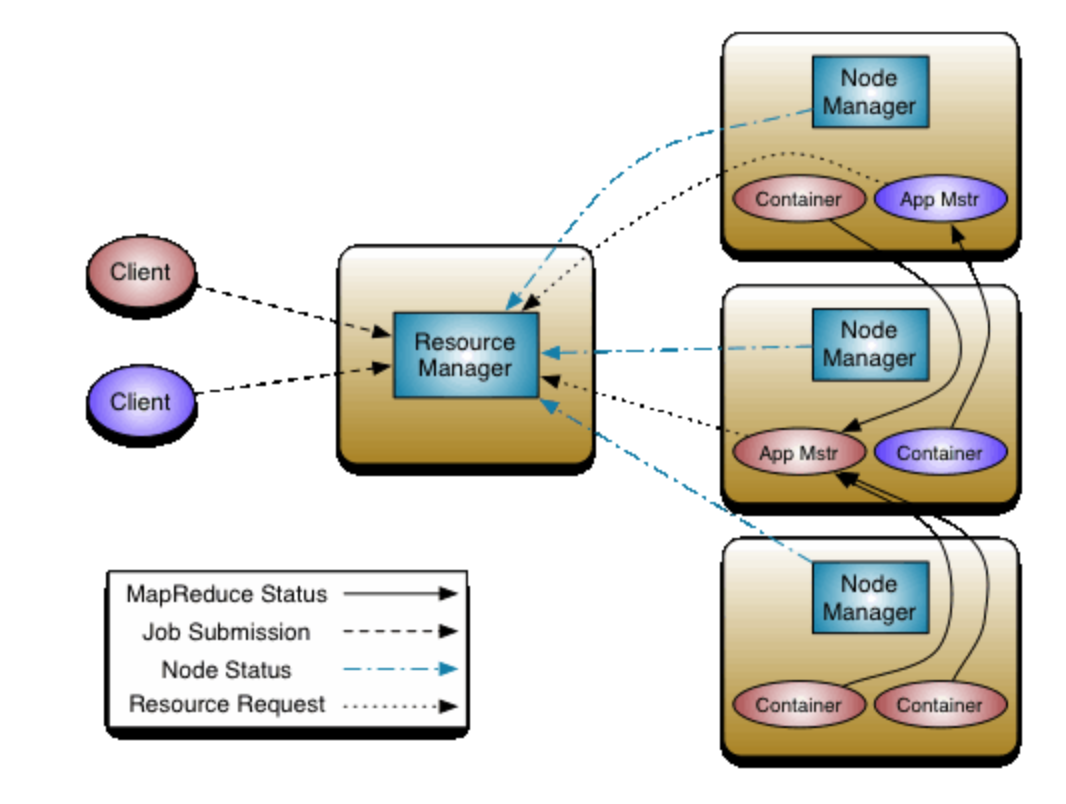 Client
Client
Resource
Manager
Node
Manager
Container
App Mstr
Node
Manager
App Mstr
Container
Node
Manager
Container
Container
MapReduce Status
Job Submission
Node Status
Resource Request